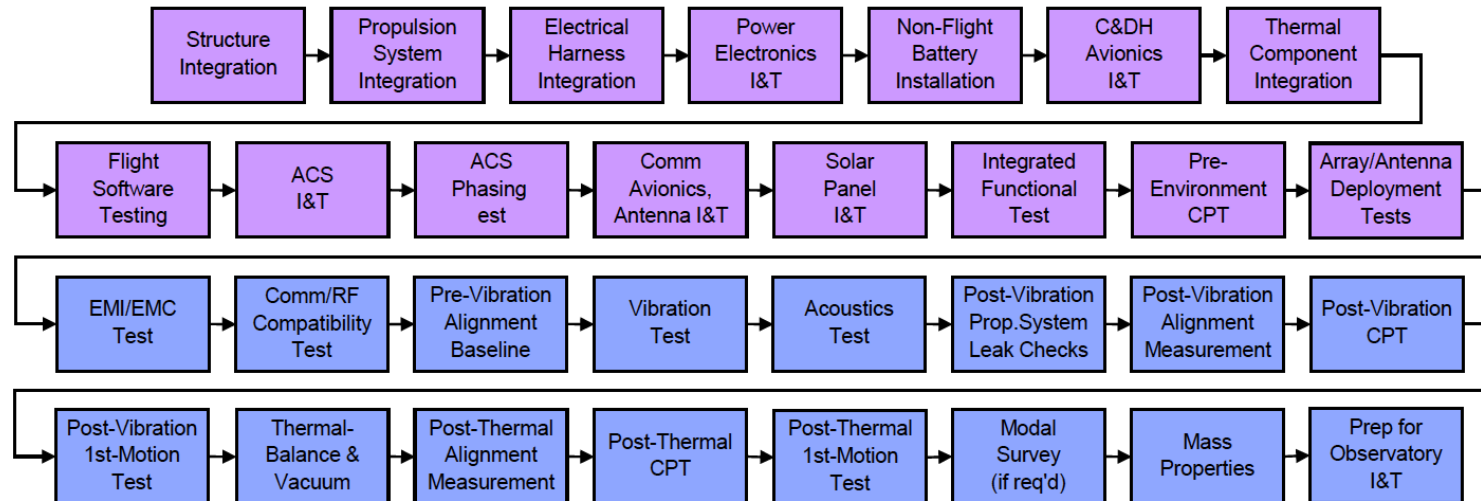 Structure
Integration
Propulsion
System
Integration
Electrical
Harness
Integration
Power
Electronics
I&T
Non-Flight
Battery
Installation
C&DH
Avionics
I&T
Thermal
Component
Integration
Flight
Software
Testing
ACS
I&T
ACS
Phasing
est
Comm
Avionics,
Antenna I&T
Solar
Panel
I&T
Integrated
Functional
Test
Pre-
Environment
CPT
Array/Antenna
Deployment
Tests
EMI/EMC
Test
Comm/RF
Compatibility
Test
Pre-Vibration
Alignment
Baseline
Vibration
Test
Acoustics
Test
Post-Vibration
Prop.System
Leak Checks
Post-Vibration
Alignment
Measurement
Post-Vibration
CPT
Post-Vibration
1st-Motion
Test
Thermal-
Balance &
Vacuum
Post-Thermal
Alignment
Measurement
Post-Thermal
CPT
Post-Thermal
1st-Motion
Test
Modal
Survey
(if req'd)
Mass
Properties
Prep for
Observatory
I&T